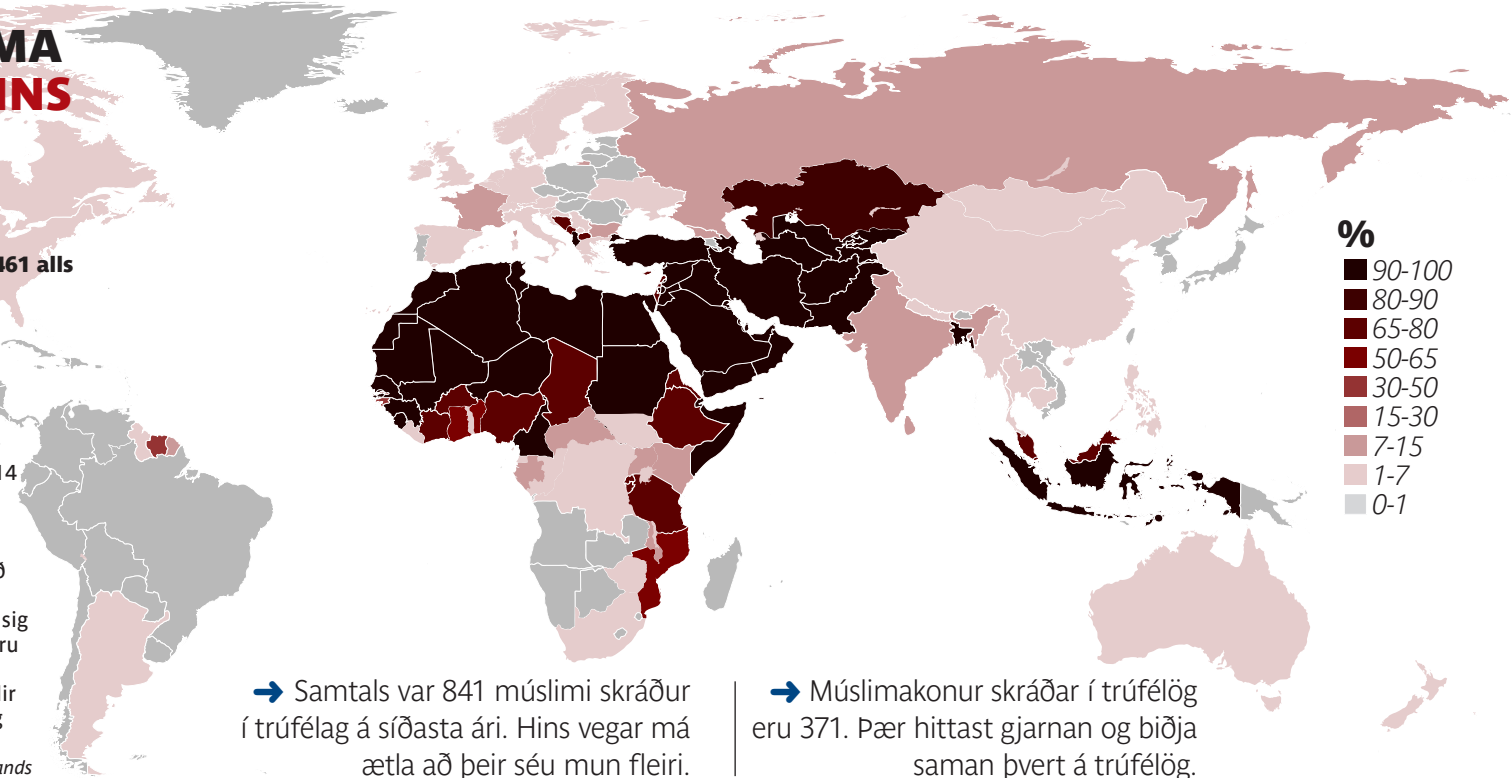 MA
INS
461 alls
14
ð
sig
ru
lir
g
ands
%
90-100
80-90
65-80
50-65
30-50
15-30
7-15
1-7
0-1
➜ Samtals var 841 múslimi skráður
í trúfélag á síðasta ári. Hins vegar má
ætla að þeir séu mun fleiri.
➜ Múslimakonur skráðar í trúfélög
eru 371. Þær hittast gjarnan og biðja
saman þvert á trúfélög.